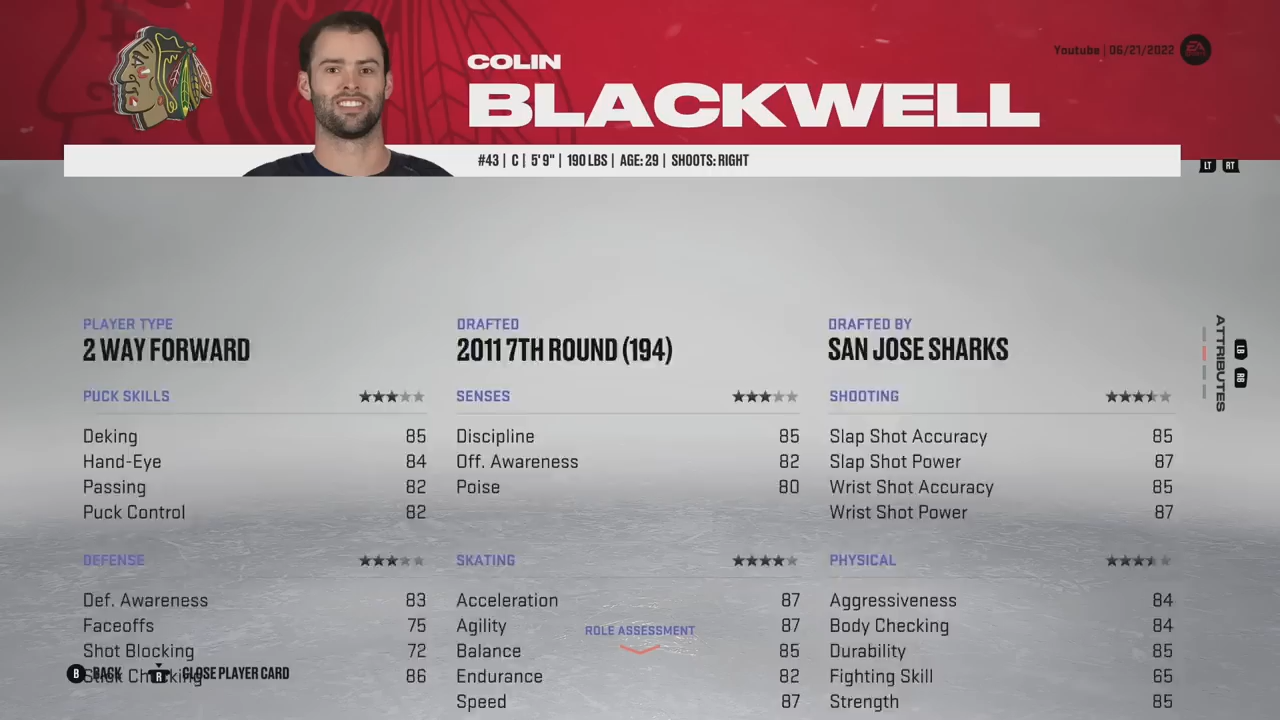 COLIN
BLACKWELL
Youtube | 06/21/2022
EA
#43 | C | 5' 9" | 190 LBS | AGE: 29 | SHOOTS: RIGHT
LT RT
PLAYER TYPE
2 WAY FORWARD
DRAFTED
2011 7TH ROUND (194)
DRAFTED BY
SAN JOSE SHARKS
ATTRIBUTES
LB
RB
PUCK SKILLS
Deking 85
Hand-Eye 84
Passing 82
Puck Control 82
SENSES
Discipline 85
Off. Awareness 82
Poise 80
SHOOTING
Slap Shot Accuracy 85
Slap Shot Power 87
Wrist Shot Accuracy 85
Wrist Shot Power 87
DEFENSE
Def. Awareness 83
Faceoffs 75
Shot Blocking 72
Stick Checking 86
SKATING
Acceleration 87
Agility 87
Balance 85
Endurance 82
Speed 87
PHYSICAL
Aggressiveness 84
Body Checking 84
Durability 85
Fighting Skill 65
Strength 85
ROLE ASSESSMENT
B BACK R CLOSE PLAYER CARD